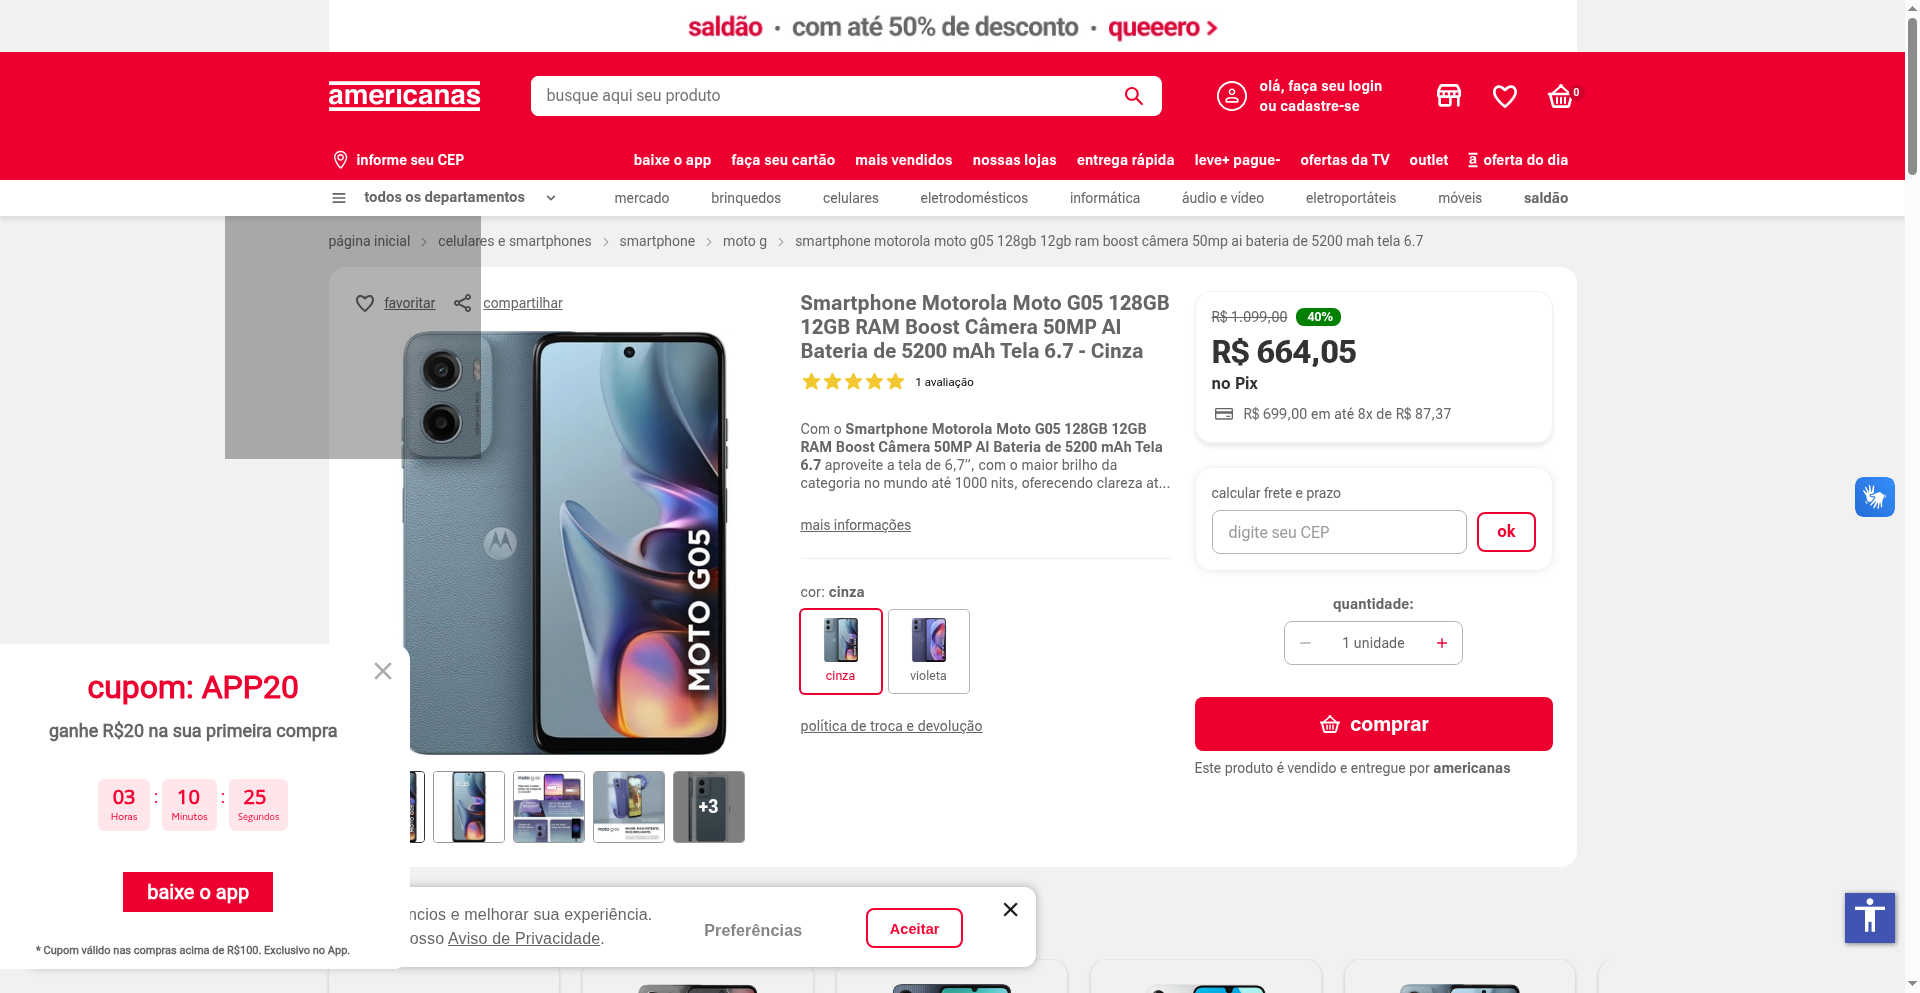 saldão • com até 50% de desconto • queeero >
americanas
busque aqui seu produto
olá, faça seu login
ou cadastre-se
0
informe seu CEP
baixe o app
faça seu cartão
mais vendidos
nossas lojas
entrega rápida
leve+ pague-
ofertas da TV
outlet
a oferta do dia
todos os departamentos
mercado
brinquedos
celulares
eletrodomésticos
informática
áudio e vídeo
eletroportáteis
móveis
saldão
página inicial > celulares e smartphones > smartphone > moto g > smartphone motorola moto g05 128gb 12gb ram boost câmera 50mp ai bateria de 5200 mah tela 6.7
favoritar
compartilhar
MOTO G05
+3
Smartphone Motorola Moto G05 128GB
12GB RAM Boost Câmera 50MP AI
Bateria de 5200 mAh Tela 6.7 - Cinza
1 avaliação
Com o Smartphone Motorola Moto G05 128GB 12GB
RAM Boost Câmera 50MP AI Bateria de 5200 mAh Tela
6.7 aproveite a tela de 6,7”, com o maior brilho da
categoria no mundo até 1000 nits, oferecendo clareza at...
mais informações
cor: cinza
cinza
violeta
política de troca e devolução
R$ 1.099,00 40%
R$ 664,05
no Pix
R$ 699,00 em até 8x de R$ 87,37
calcular frete e prazo
digite seu CEP
ok
quantidade:
1 unidade
comprar
Este produto é vendido e entregue por americanas
cupom: APP20
ganhe R$20 na sua primeira compra
03 : 10 : 25
Horas Minutos Segundos
baixe o app
* Cupom válido nas compras acima de R$100. Exclusivo no App.
ncios e melhorar sua experiência.
osso Aviso de Privacidade.
Preferências
Aceitar